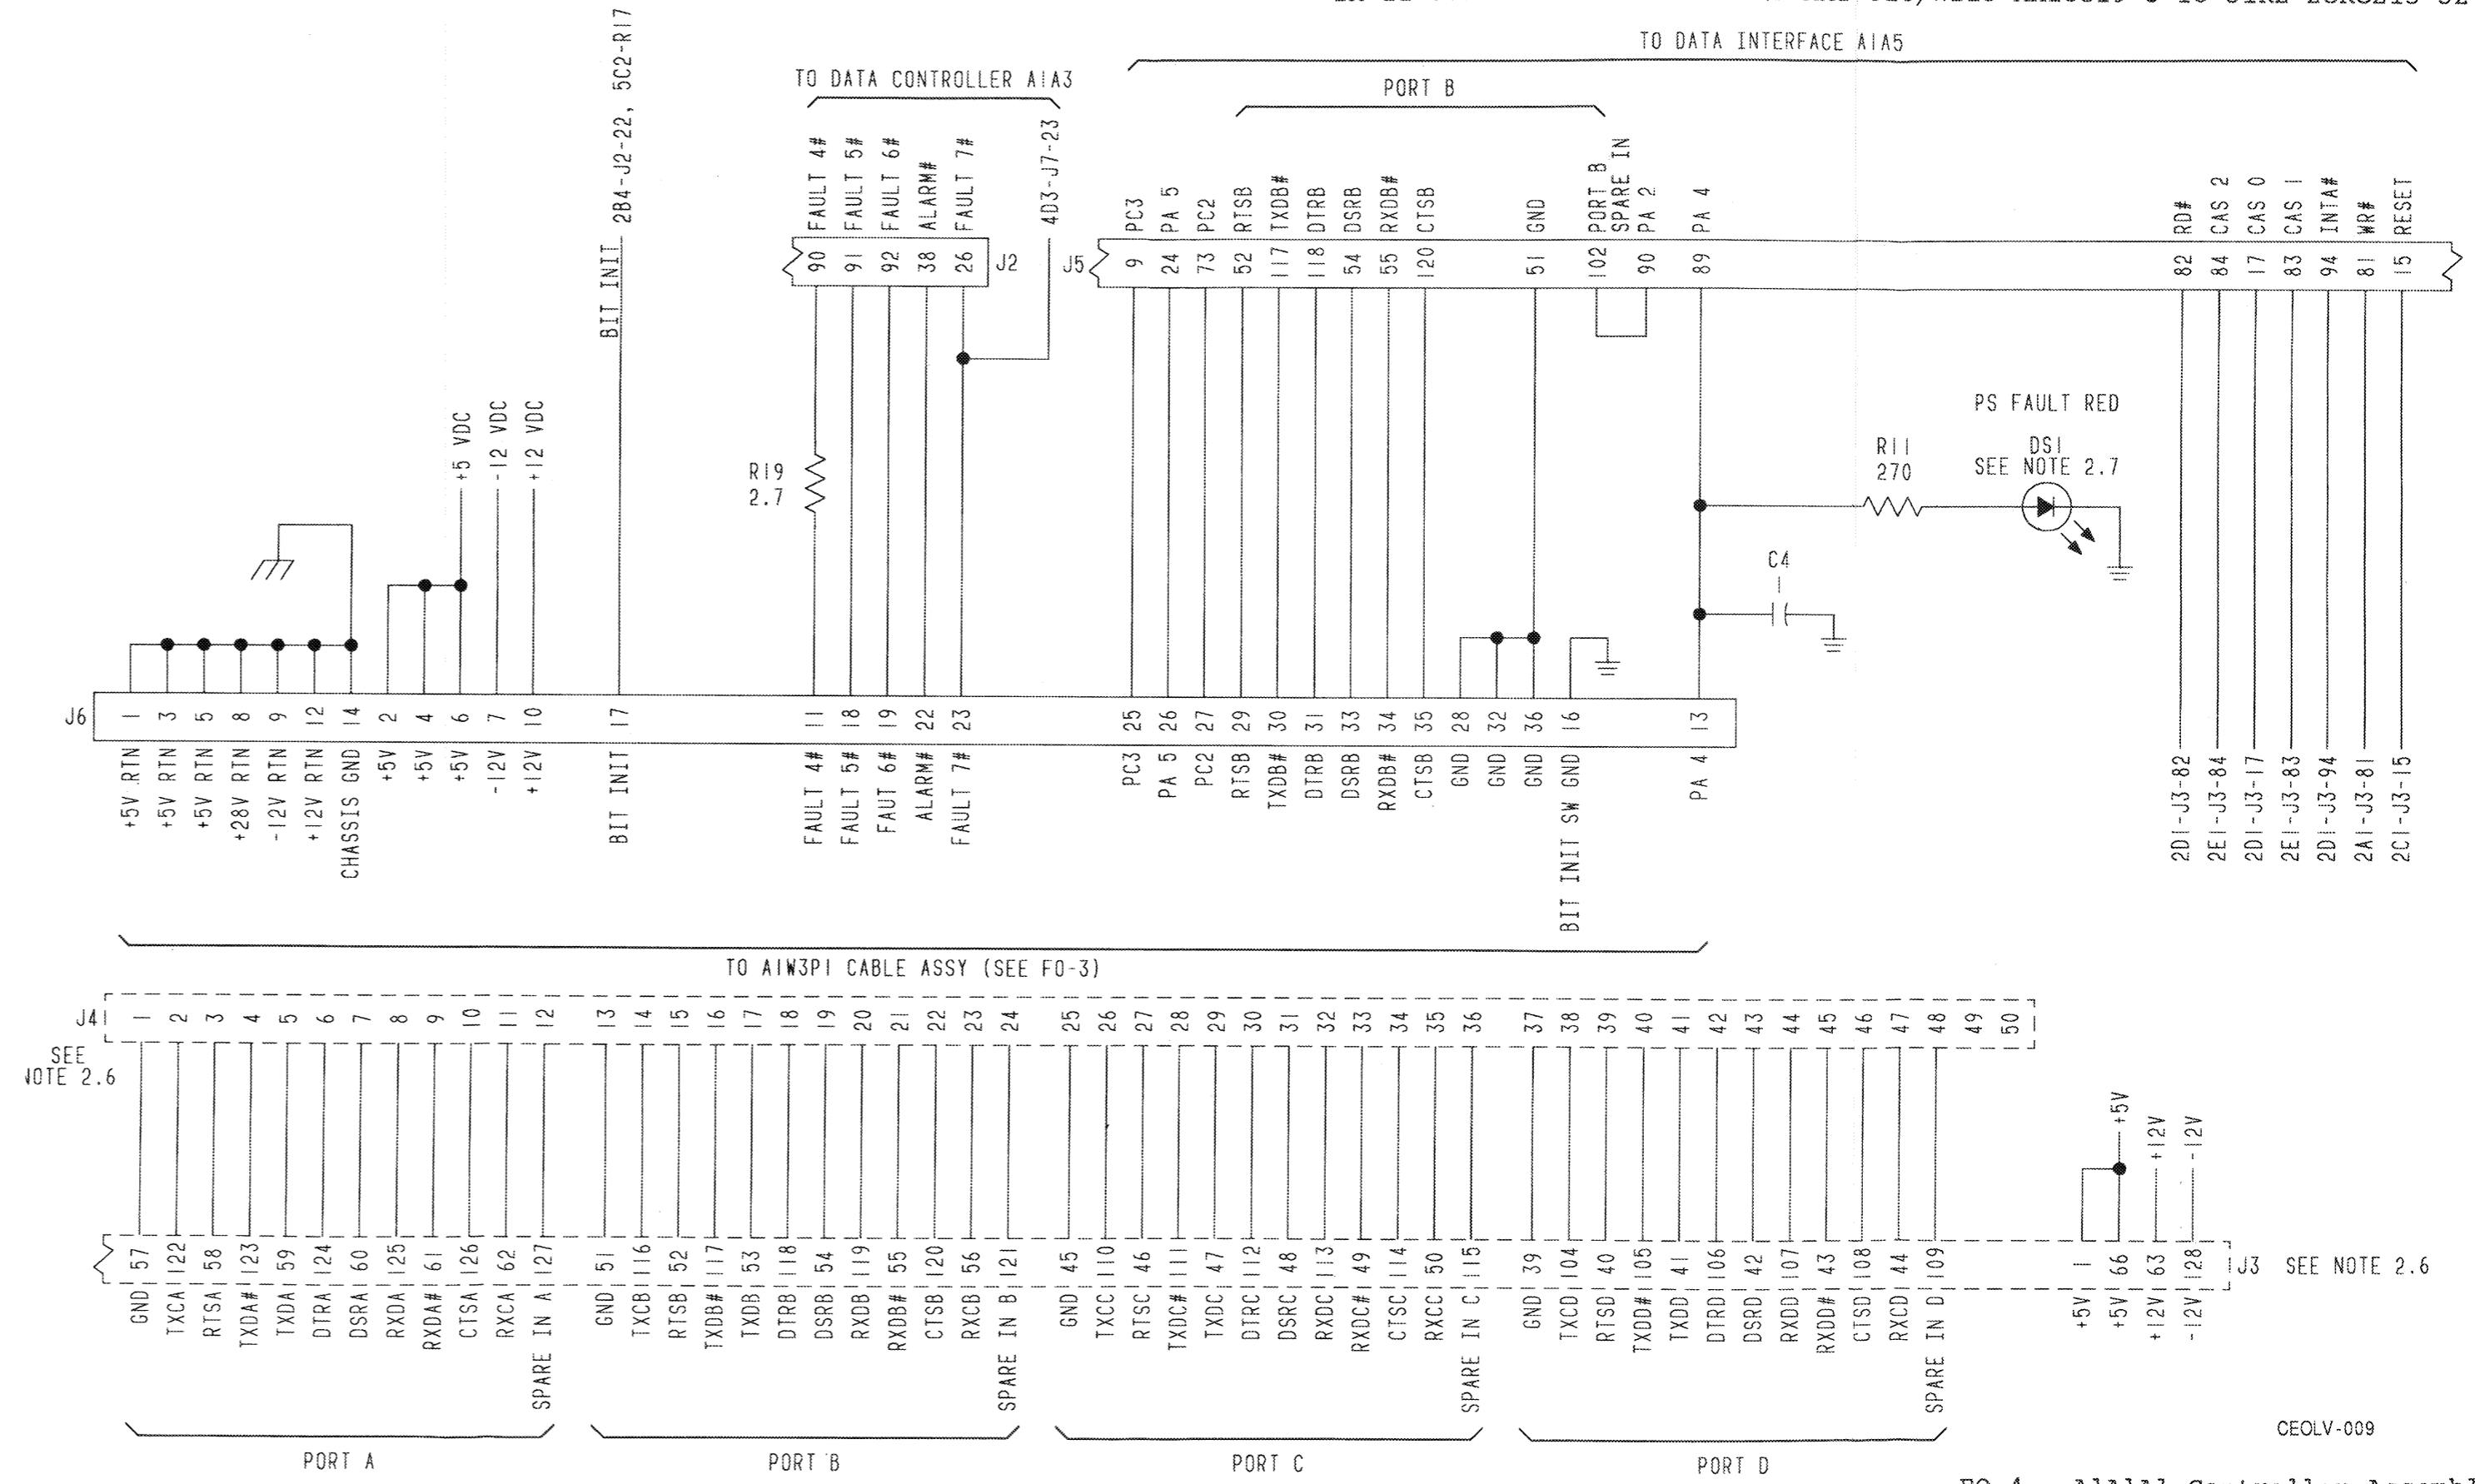 TO DATA INTERFACE A1A5
TO DATA CONTROLLER A1A3
PORT B
BIT INIT 2B4-J2-22, 5C2-R17
FAULT 4#
FAULT 5#
FAULT 6#
ALARM#
FAULT 7#
4D3-J7-23
PC3
PA 5
PC2
RTSB
TXDB#
DTRB
DSRB
RXDB#
CTSB
GND
PORT B
SPARE IN
PA 2
PA 4
RD#
CAS 2
CAS 0
CAS 1
INTA#
WR#
RESET
90 91 92 38 26 J2
J5 9 24 73 52 117 118 54 55 120 51 102 90 89 82 84 17 83 94 81 15
+5 VDC
-12 VDC
+12 VDC
R19
2.7
PS FAULT RED
R11
270
DS1
SEE NOTE 2.7
C4
J6 1 3 5 8 9 12 14 2 4 6 7 10 17 11 18 19 22 23 25 26 27 29 30 31 33 34 35 28 32 36 16 13
+5V RTN
+5V RTN
+5V RTN
+28V RTN
-12V RTN
+12V RTN
CHASSIS GND
+5V
+5V
+5V
-12V
+12V
BIT INIT
FAULT 4#
FAULT 5#
FAUT 6#
ALARM#
FAULT 7#
PC3
PA 5
PC2
RTSB
TXDB#
DTRB
DSRB
RXDB#
CTSB
GND
GND
GND
BIT INIT SW GND
PA 4
2D1-J3-82
2E1-J3-84
2D1-J3-17
2E1-J3-83
2D1-J3-94
2A1-J3-81
2C1-J3-15
TO A1W3P1 CABLE ASSY (SEE FO-3)
J4 1 2 3 4 5 6 7 8 9 10 11 12 13 14 15 16 17 18 19 20 21 22 23 24 25 26 27 28 29 30 31 32 33 34 35 36 37 38 39 40 41 42 43 44 45 46 47 48 49 50
SEE
NOTE 2.6
+5V
+12V
-12V
57 122 58 123 59 124 60 125 61 126 62 127 51 116 52 117 53 118 54 119 55 120 56 121 45 110 46 111 47 112 48 113 49 114 50 115 39 104 40 105 41 106 42 107 43 108 44 109 1 66 63 128 J3 SEE NOTE 2.6
GND
TXCA
RTSA
TXDA#
TXDA
DTRA
DSRA
RXDA
RXDA#
CTSA
RXCA
SPARE IN A
GND
TXCB
RTSB
TXDB#
TXDB
DTRB
DSRB
RXDB
RXDB#
CTSB
RXCB
SPARE IN B
GND
TXCC
RTSC
TXDC#
TXDC
DTRC
DSRC
RXDC
RXDC#
CTSC
RXCC
SPARE IN C
GND
TXCD
RTSD
TXDD#
TXDD
DTRD
DSRD
RXDD
RXDD#
CTSD
RXCD
SPARE IN D
+5V
+5V
+12V
-12V
PORT A
PORT B
PORT C
PORT D
CEOLV-009